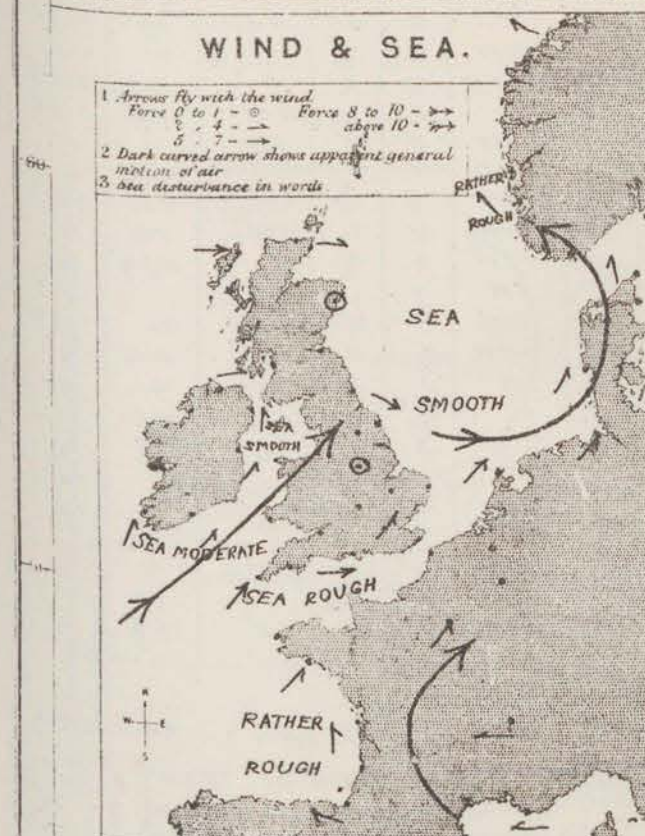 WIND & SEA.
1 Arrows fly with the wind
Force 0 to 1 - Force 8 to 10 -
2 " 4 - above 10 -
5 " 7 -
2 Dark curved arrow shows apparent general
motion of air
3 Sea disturbance in words
60
RATHER
ROUGH
SEA
SMOOTH
SEA
SMOOTH
SEA MODERATE
SEA ROUGH
N
W E
S
RATHER
ROUGH